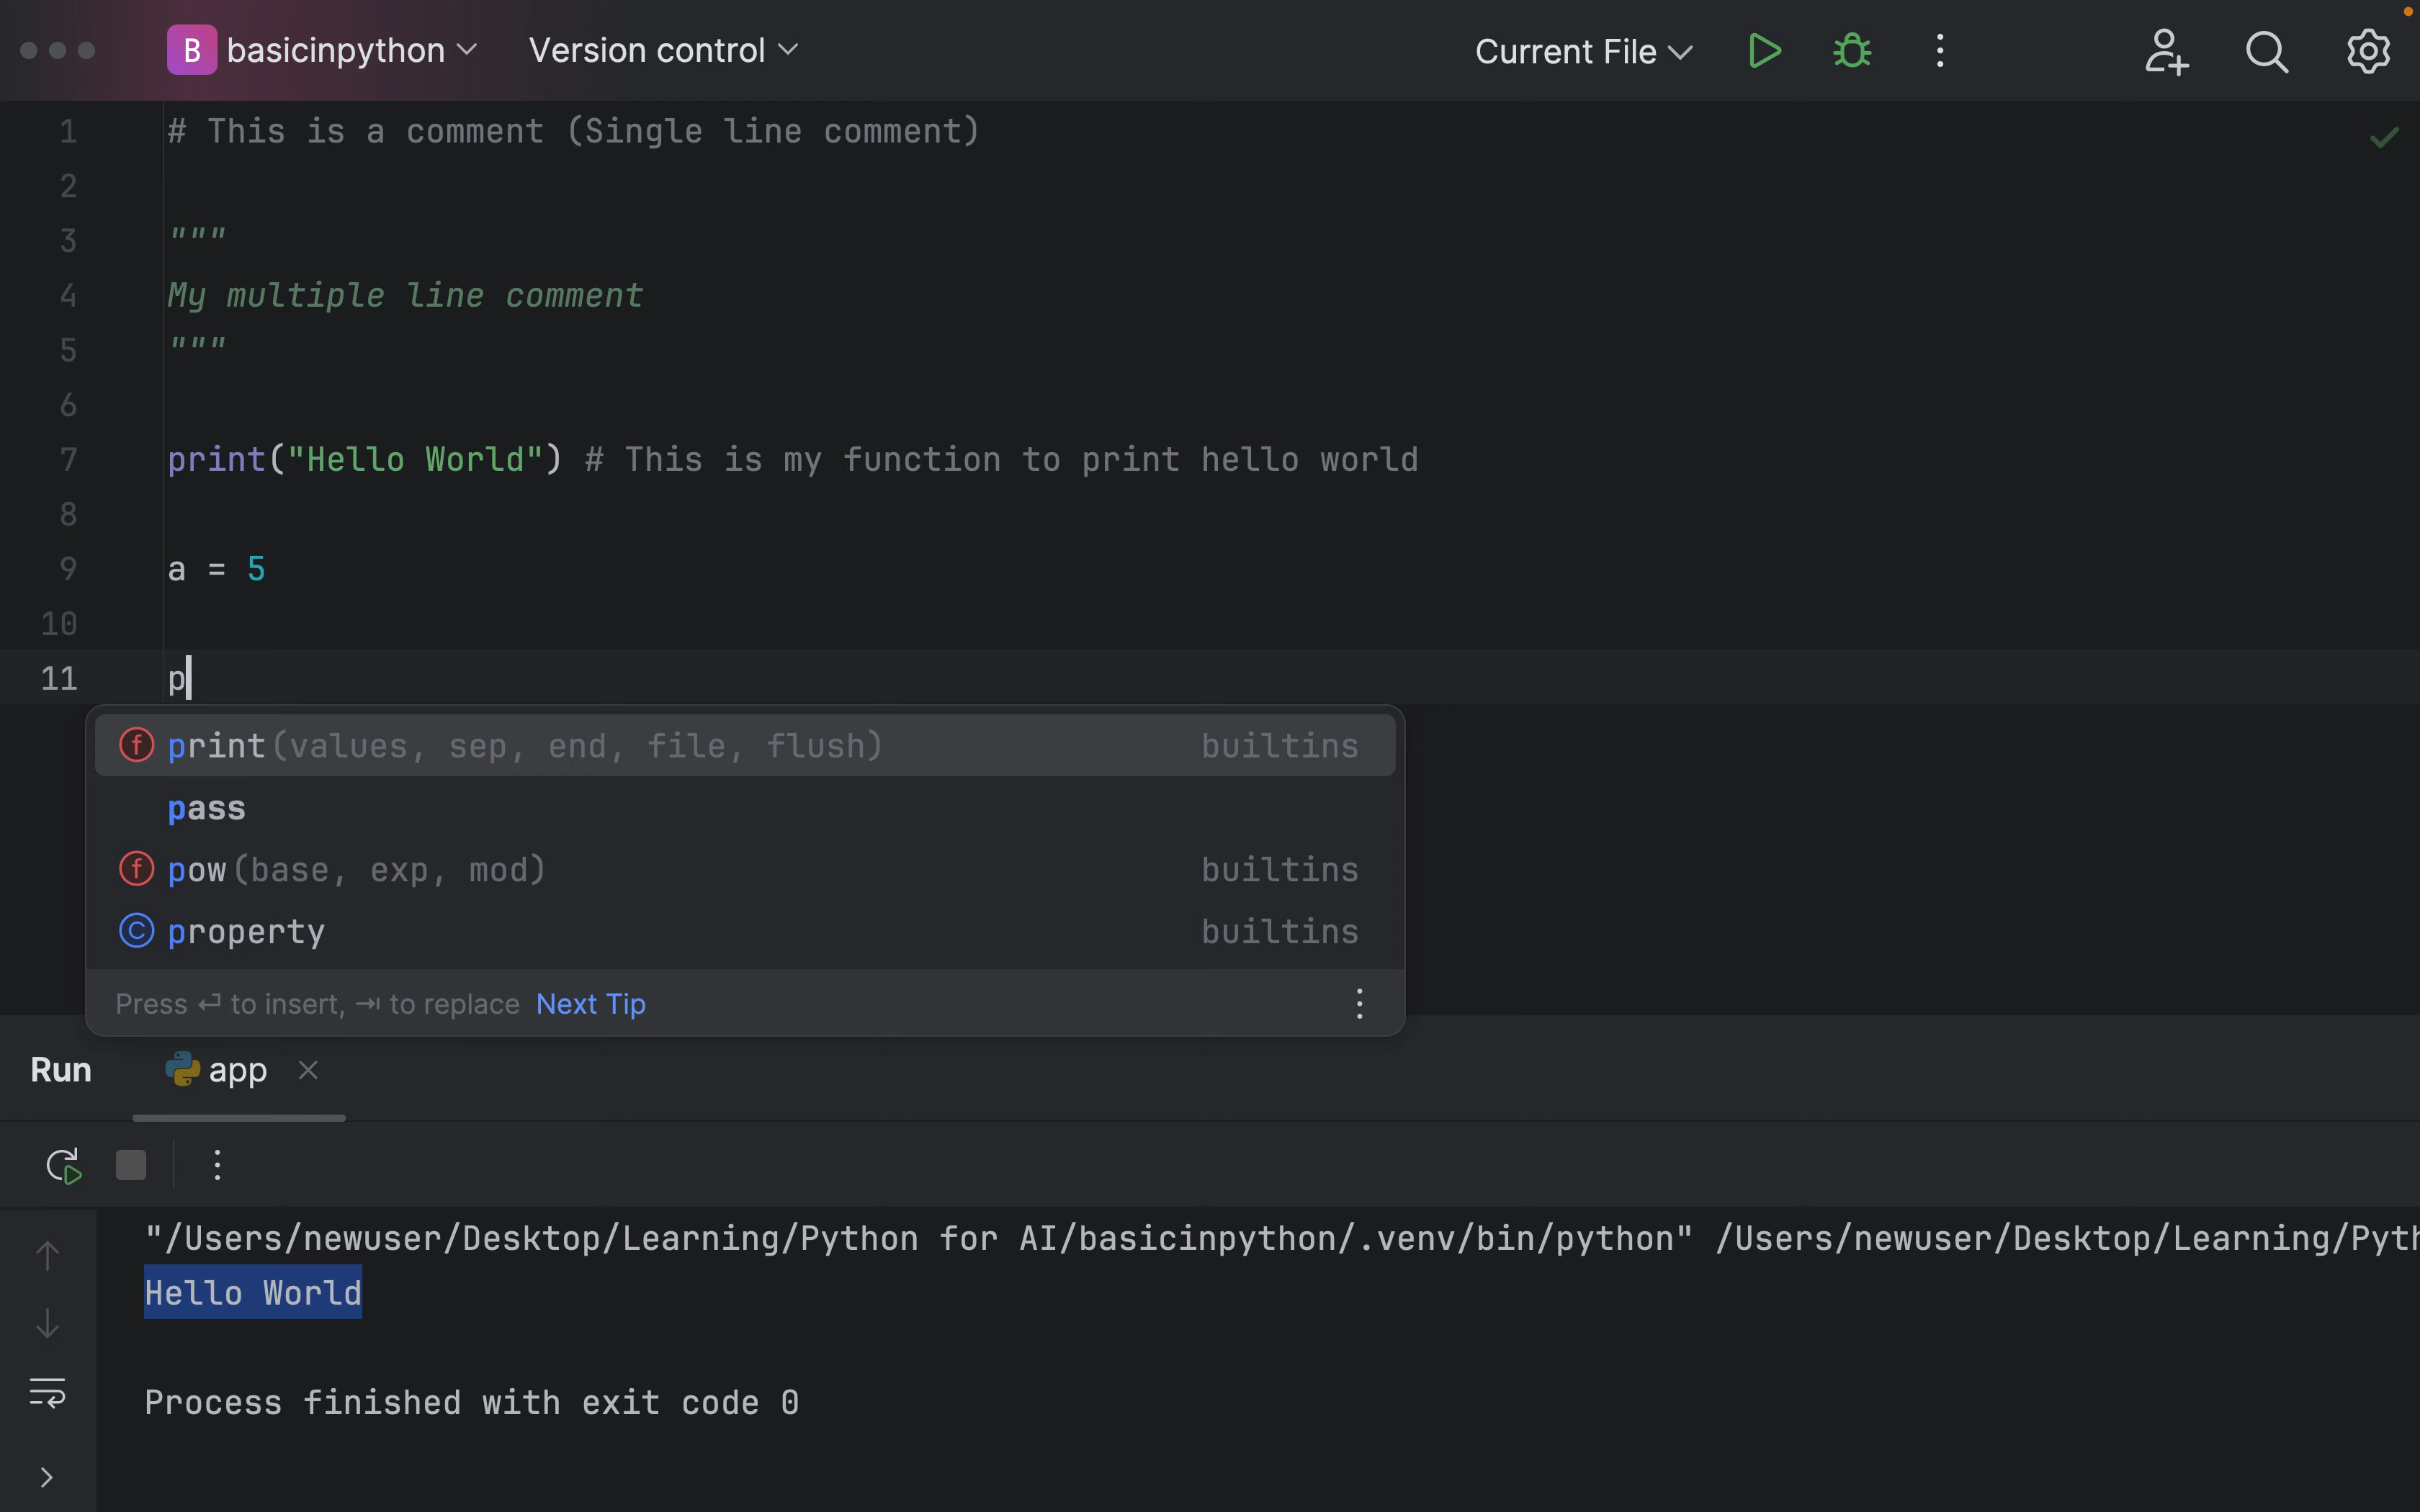 B basicinpython Version control Current File
1 # This is a comment (Single line comment)
2
3 """
4 My multiple line comment
5 """
6
7 print("Hello World") # This is my function to print hello world
8
9 a = 5
10
11 p
print(values, sep, end, file, flush) builtins
pass
pow(base, exp, mod) builtins
property builtins
Press ⏎ to insert, ⇥ to replace Next Tip
Run app
"/Users/newuser/Desktop/Learning/Python for AI/basicinpython/.venv/bin/python" /Users/newuser/Desktop/Learning/Pyth
Hello World
Process finished with exit code 0